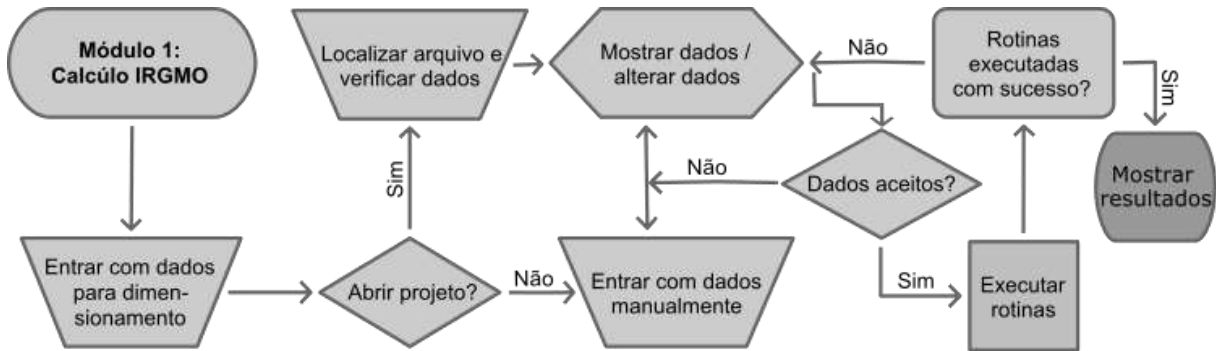 Módulo 1:
Calcúlo IRGMO
Localizar arquivo e
verificar dados
Mostrar dados /
alterar dados
Não
Rotinas
executadas
com sucesso?
Sim
Mostrar
resultados
Sim
Não
Dados aceitos?
Entrar com dados
para dimen-
sionamento
Abrir projeto?
Não
Entrar com dados
manualmente
Sim
Executar
rotinas